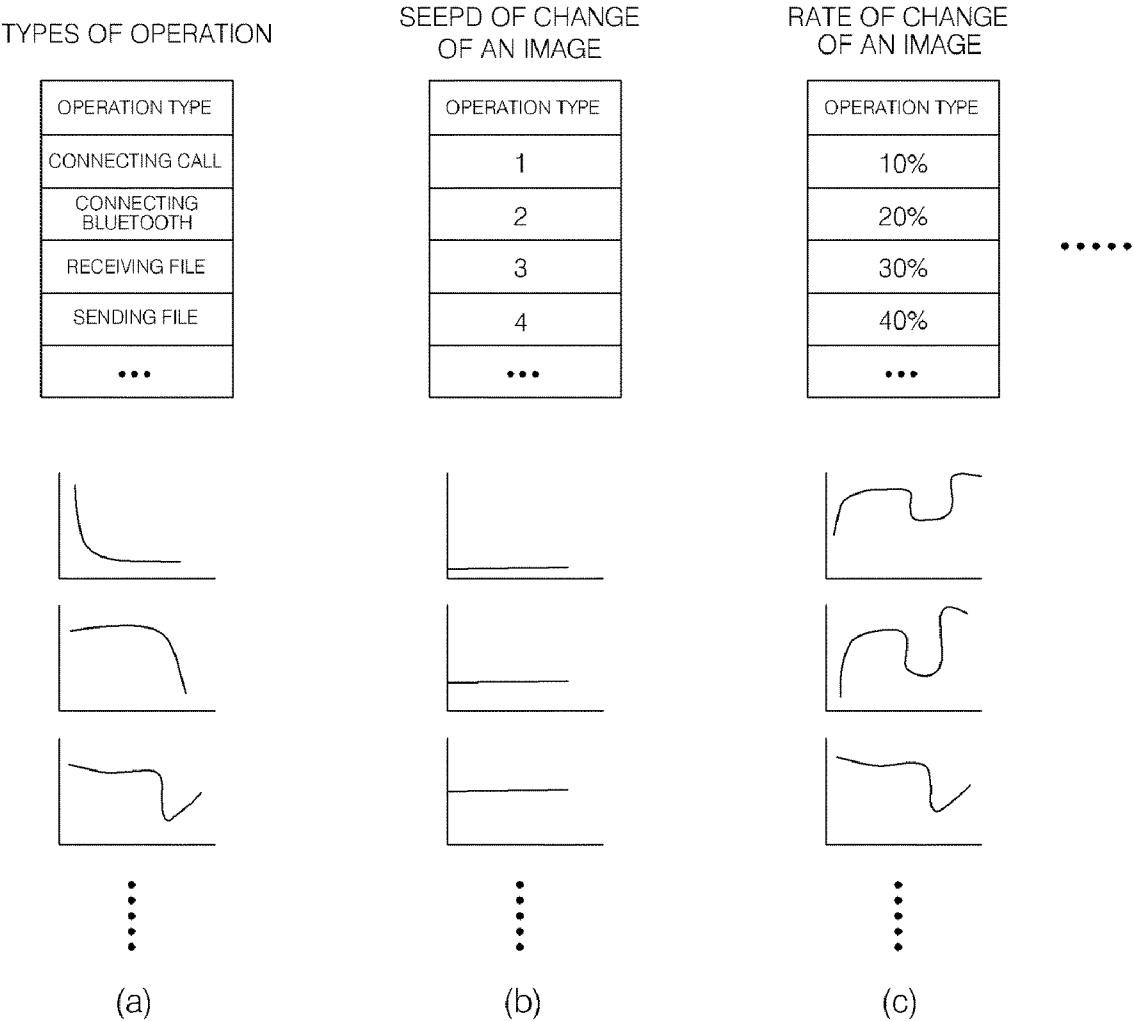 TYPES OF OPERATION
OPERATION TYPE
CONNECTING CALL
CONNECTING
BLUETOOTH
RECEIVING FILE
SENDING FILE
•••
SEEPD OF CHANGE
OF AN IMAGE
OPERATION TYPE
1
2
3
4
•••
RATE OF CHANGE
OF AN IMAGE
OPERATION TYPE
10%
20%
30%
40%
•••
•••••
(a)
(b)
(c)